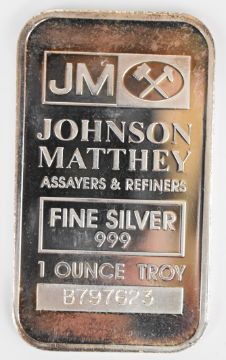 JM
JOHNSON
MATTHEY
ASSAYERS & REFINERS
FINE SILVER
999
1 OUNCE TROY
B797623